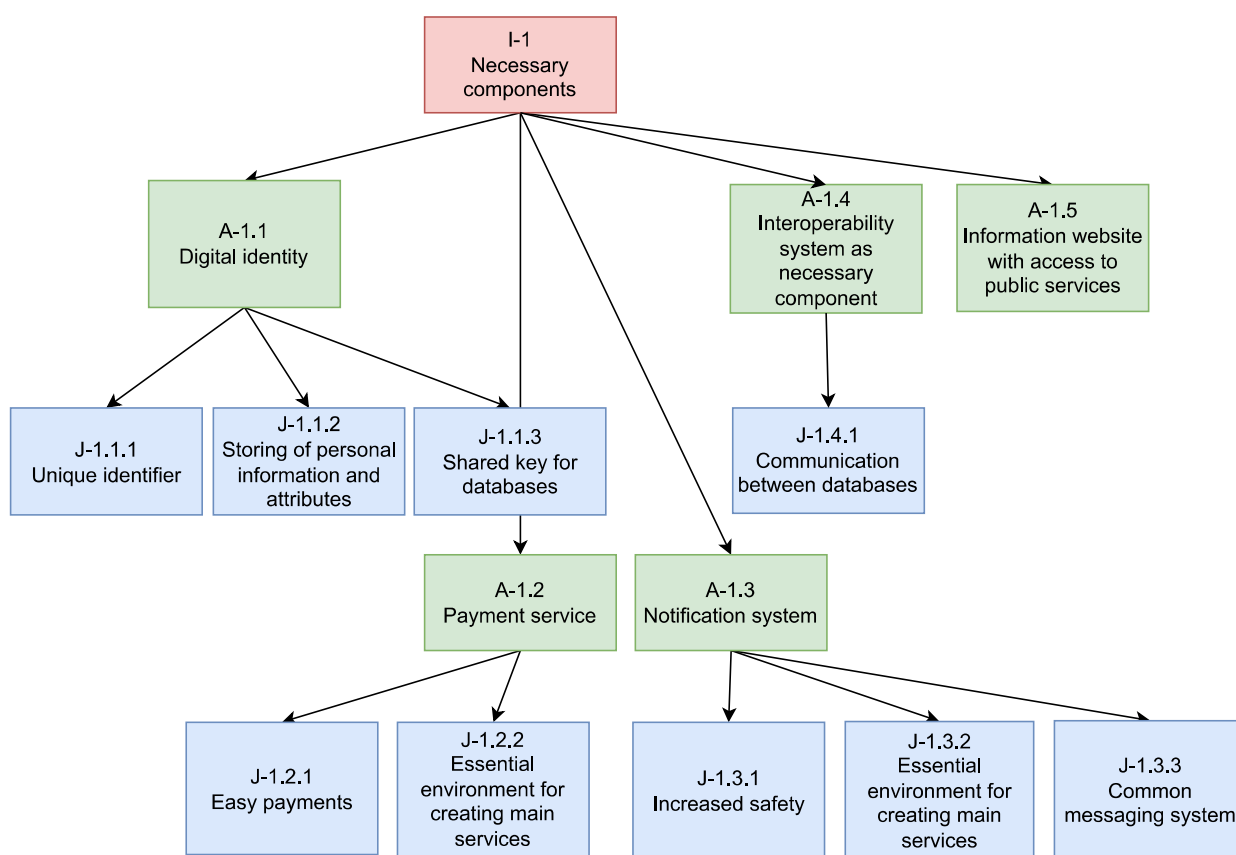 I-1
Necessary
components
A-1.1
Digital identity
A-1.4
Interoperability
system as
necessary
component
A-1.5
Information website
with access to
public services
J-1.1.1
Unique identifier
J-1.1.2
Storing of personal
information and
attributes
J-1.1.3
Shared key for
databases
J-1.4.1
Communication
between databases
A-1.2
Payment service
A-1.3
Notification system
J-1.2.1
Easy payments
J-1.2.2
Essential
environment for
creating main
services
J-1.3.1
Increased safety
J-1.3.2
Essential
environment for
creating main
services
J-1.3.3
Common
messaging system